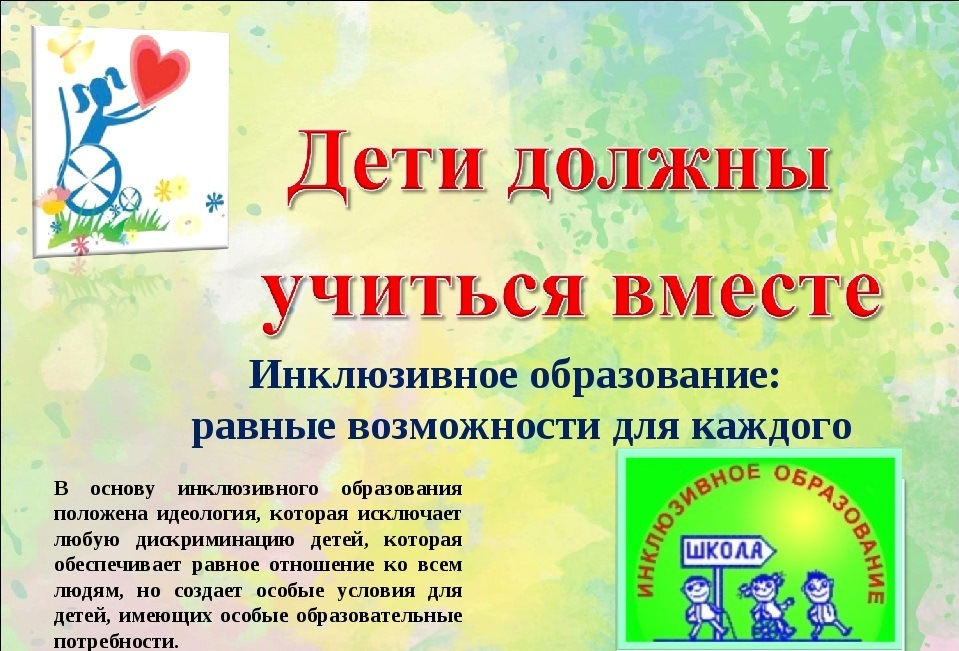 Дети должны
учиться вместе
Инклюзивное образование:
равные возможности для каждого
В основу инклюзивного образования
положена идеология, которая исключает
любую дискриминацию детей, которая
обеспечивает равное отношение ко всем
людям, но создает особые условия для
детей, имеющих особые образовательные
потребности.
ИНКЛЮЗИВНОЕ ОБРАЗОВАНИЕ
ШКОЛА